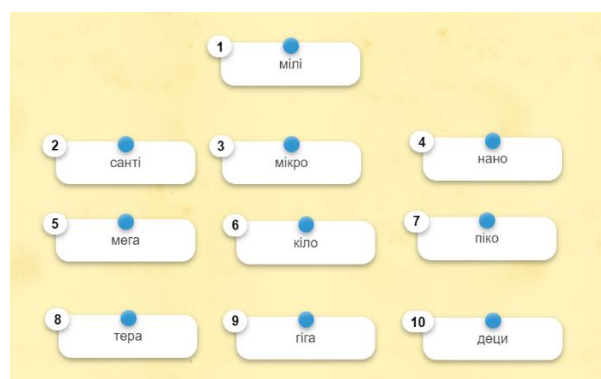 1 мілі
2 санті
3 мікро
4 нано
5 мега
6 кіло
7 піко
8 тера
9 гіга
10 деци